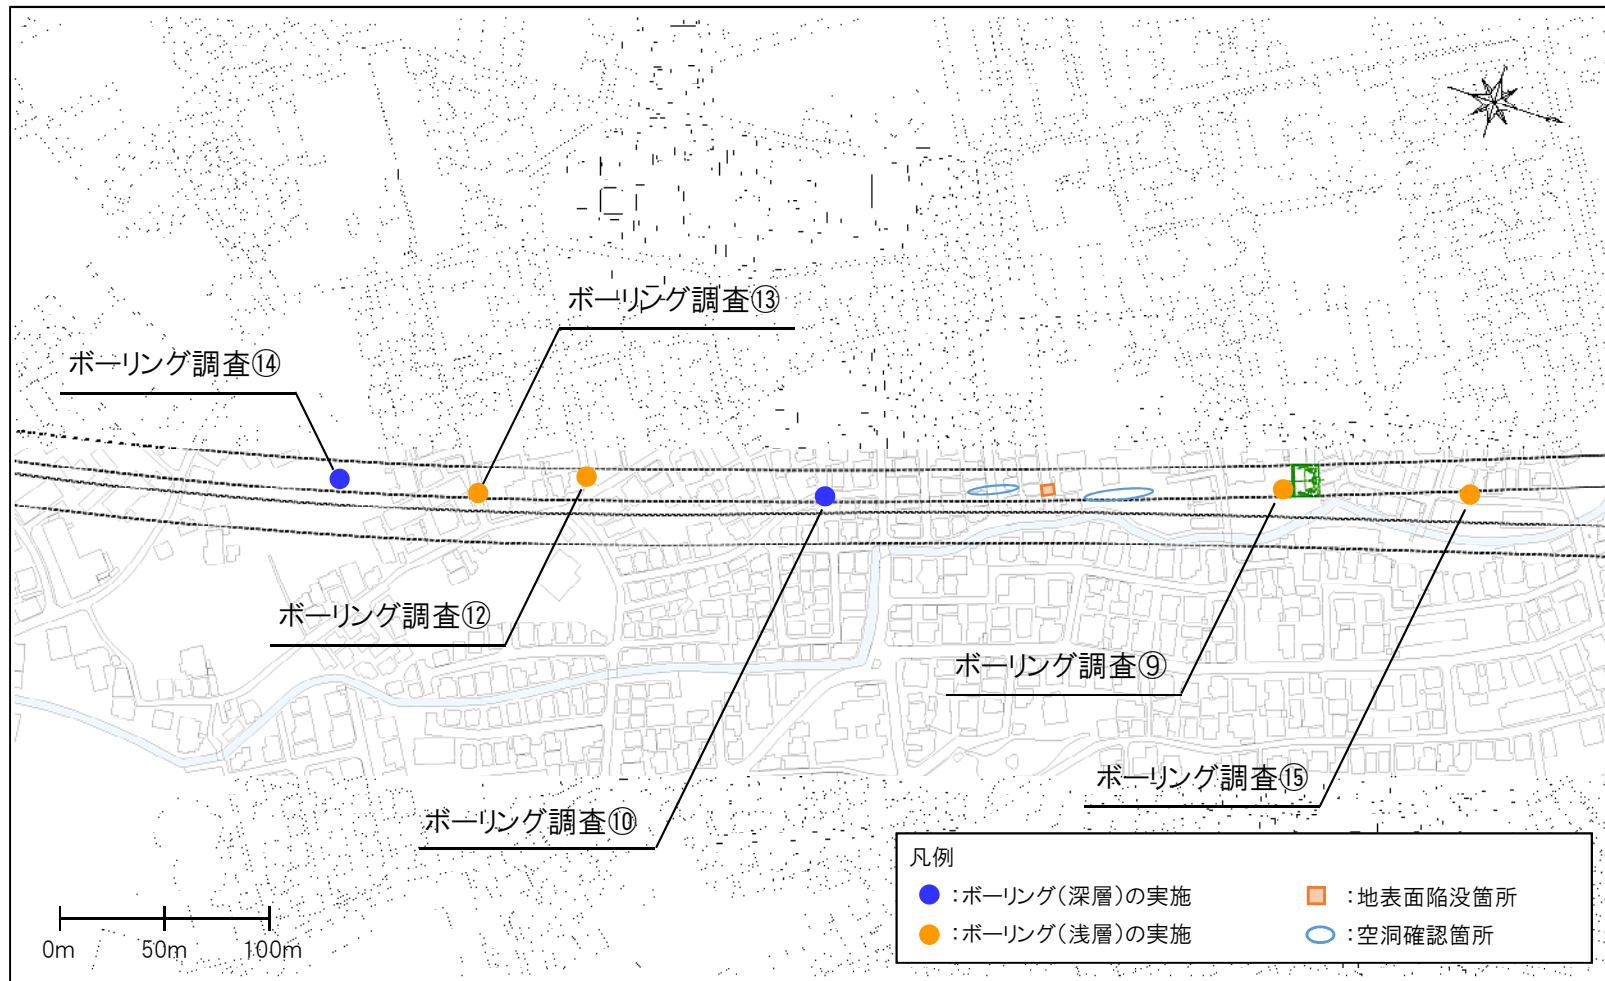 ボーリング調査⑬
ボーリング調査⑭
ボーリング調査⑫
ボーリング調査⑨
ボーリング調査⑮
ボーリング調査⑩
凡例
:ボーリング(深層)の実施
:地表面陥没箇所
:ボーリング(浅層)の実施
:空洞確認箇所
0m 50m 100m